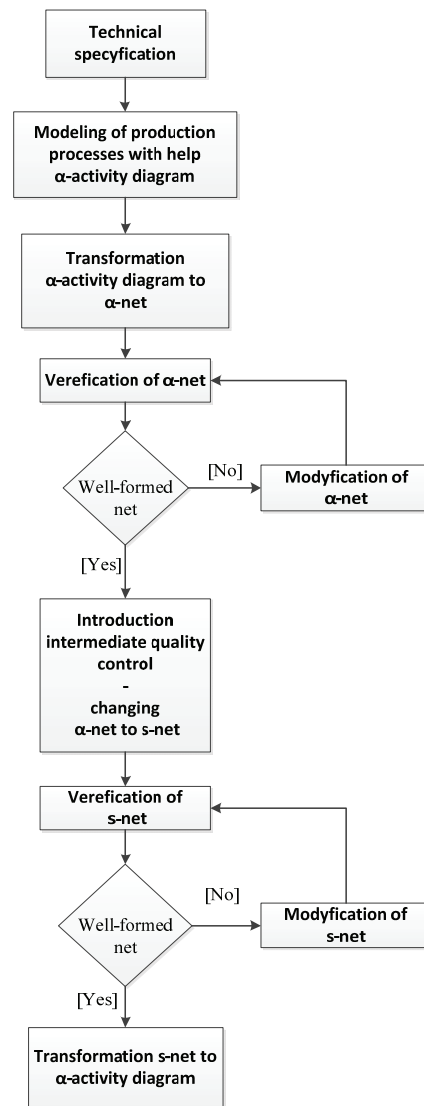 Technical
specyfication
Modeling of production
processes with help
α-activity diagram
Transformation
α-activity diagram to
α-net
Verefication of α-net
Well-formed
net
[No]
Modyfication of
α-net
[Yes]
Introduction
intermediate quality
control
-
changing
α-net to s-net
Verefication of
s-net
Well-formed
net
[No]
Modyfication of
s-net
[Yes]
Transformation s-net to
α-activity diagram